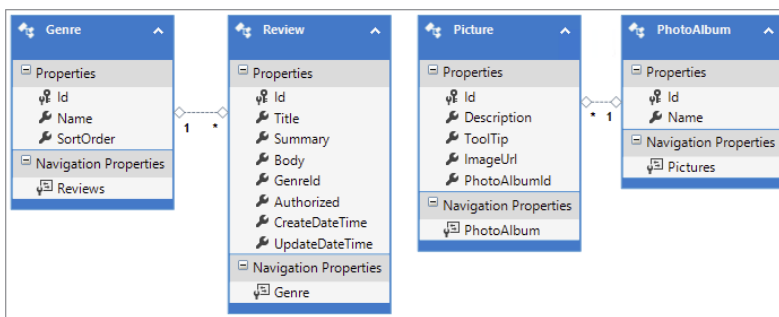 Genre
Properties
Id
Name
SortOrder
Navigation Properties
Reviews
1 *
Review
Properties
Id
Title
Summary
Body
GenreId
Authorized
CreateDateTime
UpdateDateTime
Navigation Properties
Genre
Picture
Properties
Id
Description
ToolTip
ImageUrl
PhotoAlbumId
Navigation Properties
PhotoAlbum
* 1
PhotoAlbum
Properties
Id
Name
Navigation Properties
Pictures